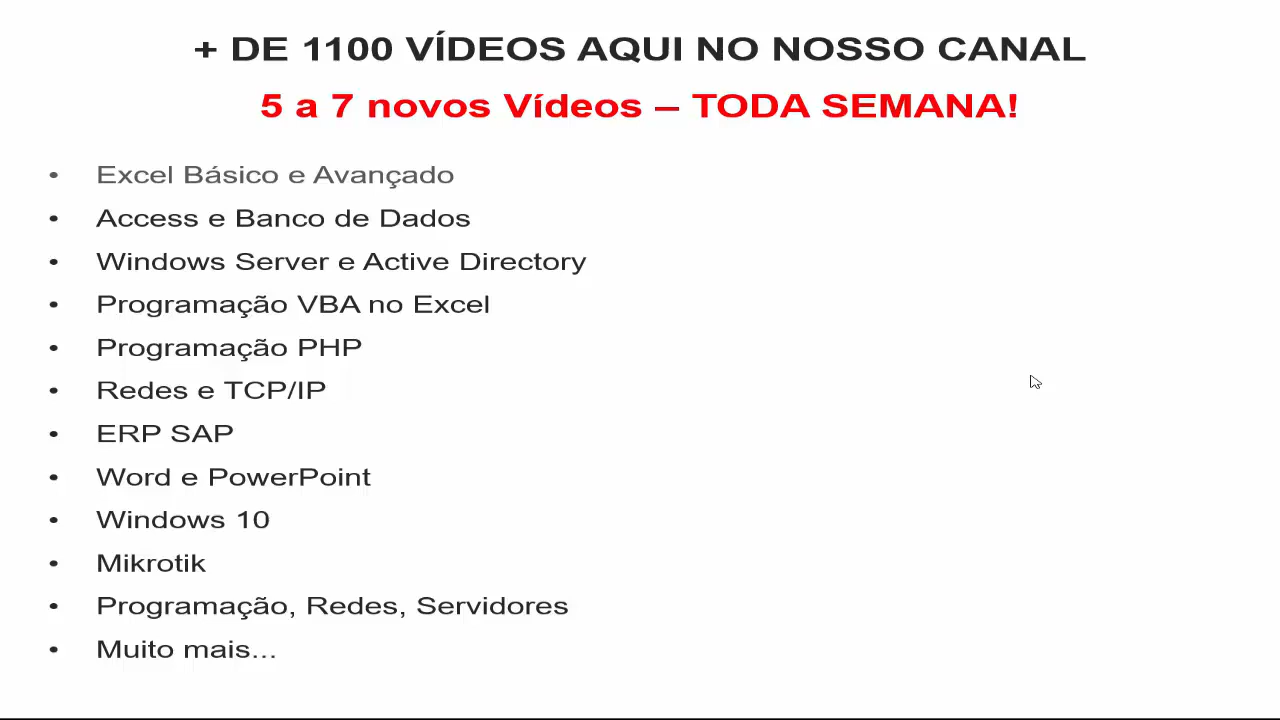 + DE 1100 VÍDEOS AQUI NO NOSSO CANAL
5 a 7 novos Vídeos – TODA SEMANA!
• Excel Básico e Avançado
• Access e Banco de Dados
• Windows Server e Active Directory
• Programação VBA no Excel
• Programação PHP
• Redes e TCP/IP
• ERP SAP
• Word e PowerPoint
• Windows 10
• Mikrotik
• Programação, Redes, Servidores
• Muito mais...